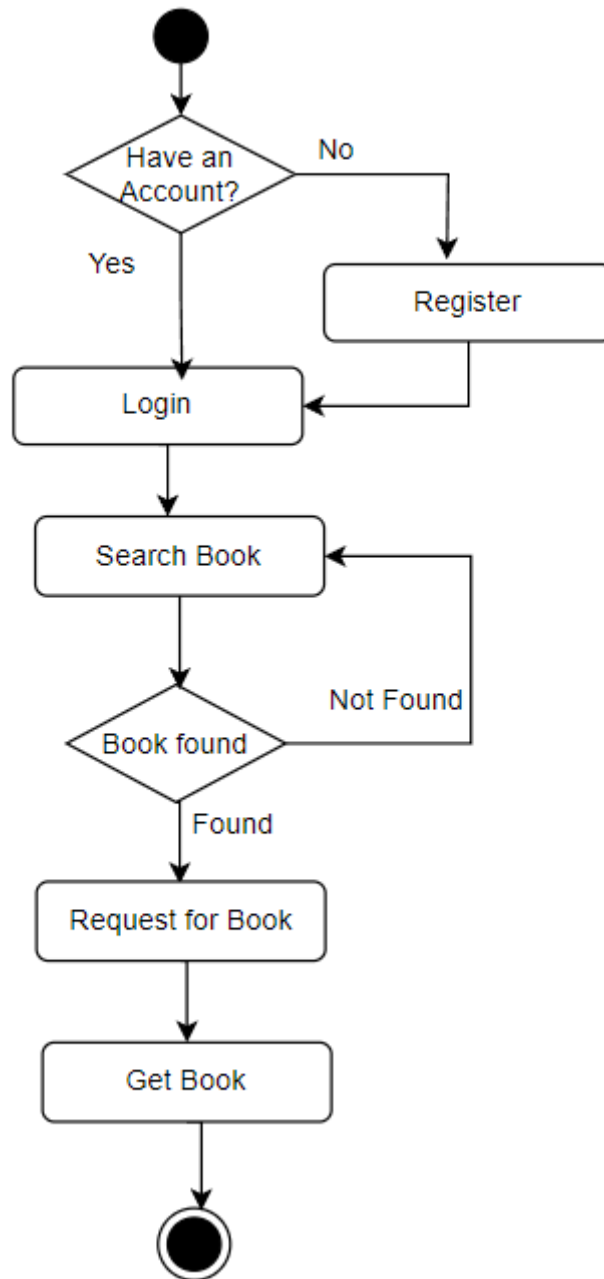 Have an
Account?
No
Yes
Register
Login
Search Book
Not Found
Book found
Found
Request for Book
Get Book